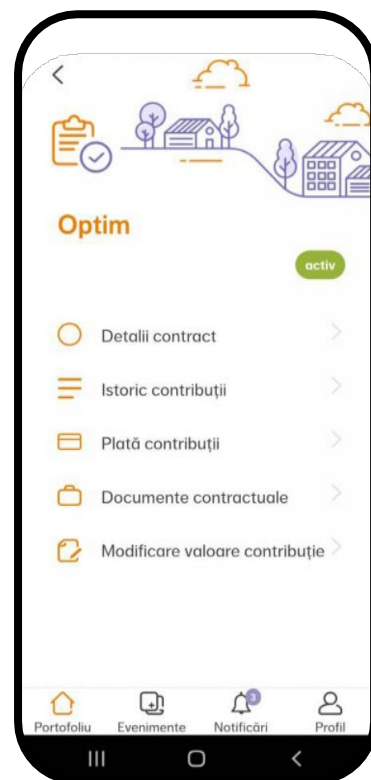 Optim
activ
Detalii contract
Istoric contribuții
Plată contribuții
Documente contractuale
Modificare valoare contribuție
3
Portofoliu Evenimente Notificări Profil